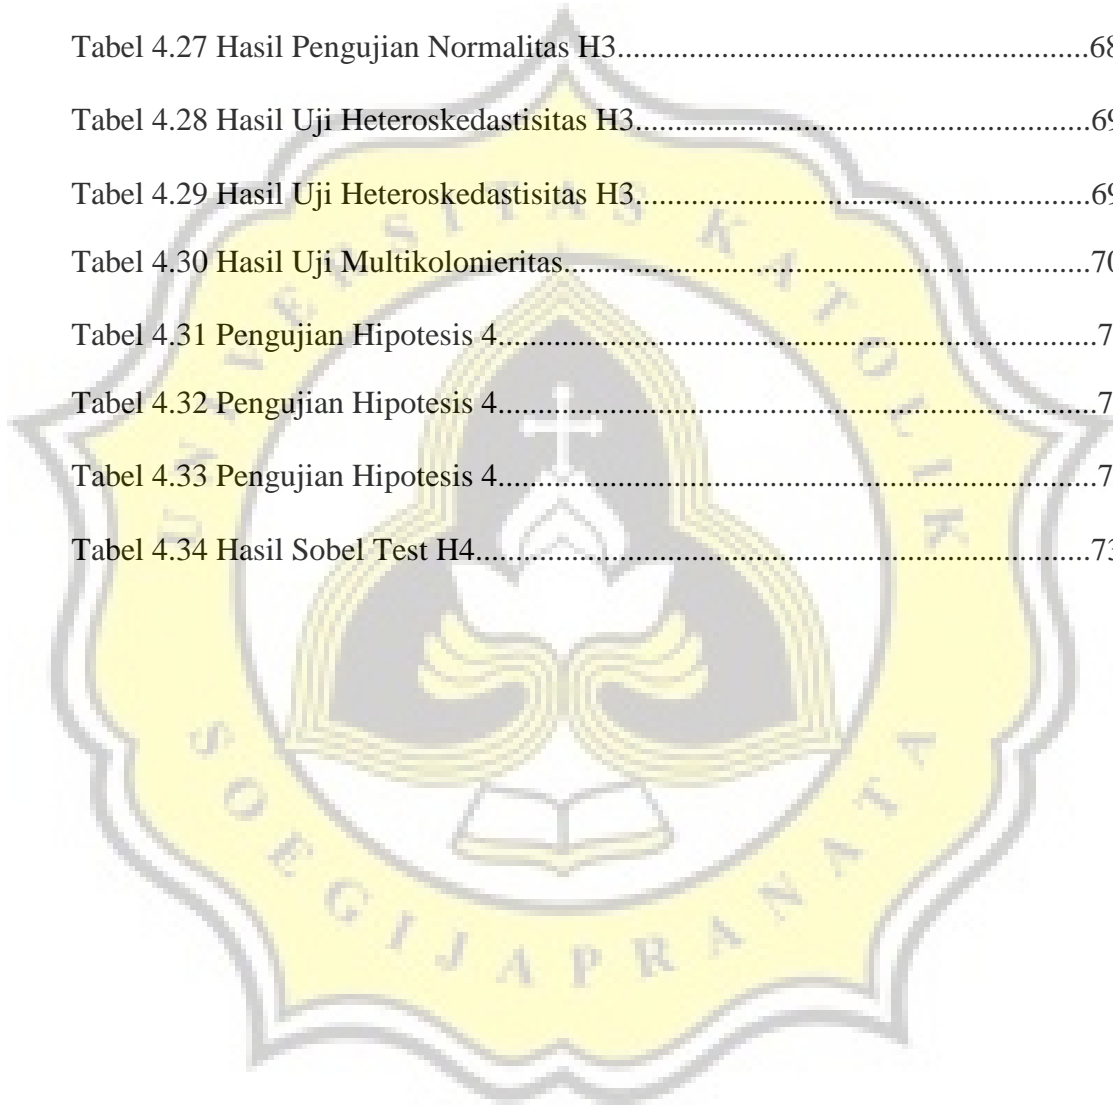 Tabel 4.27 Hasil Pengujian Normalitas H3....................................................................68
Tabel 4.28 Hasil Uji Heteroskedastisitas H3.................................................................69
Tabel 4.29 Hasil Uji Heteroskedastisitas H3.................................................................69
Tabel 4.30 Hasil Uji Multikolonieritas.........................................................................70
Tabel 4.31 Pengujian Hipotesis 4..................................................................................7
Tabel 4.32 Pengujian Hipotesis 4..................................................................................7
Tabel 4.33 Pengujian Hipotesis 4..................................................................................7
Tabel 4.34 Hasil Sobel Test H4.....................................................................................73
UNIVERSITAS KATOLIK
SOEGIJAPRANATA